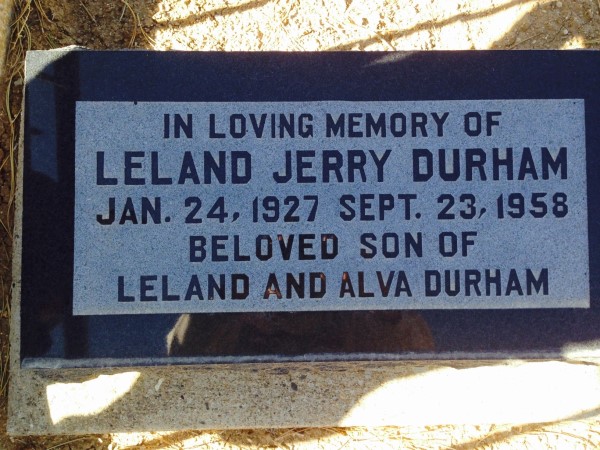 IN LOVING MEMORY OF
LELAND JERRY DURHAM
JAN. 24, 1927 SEPT. 23, 1958
BELOVED SON OF
LELAND AND ALVA DURHAM